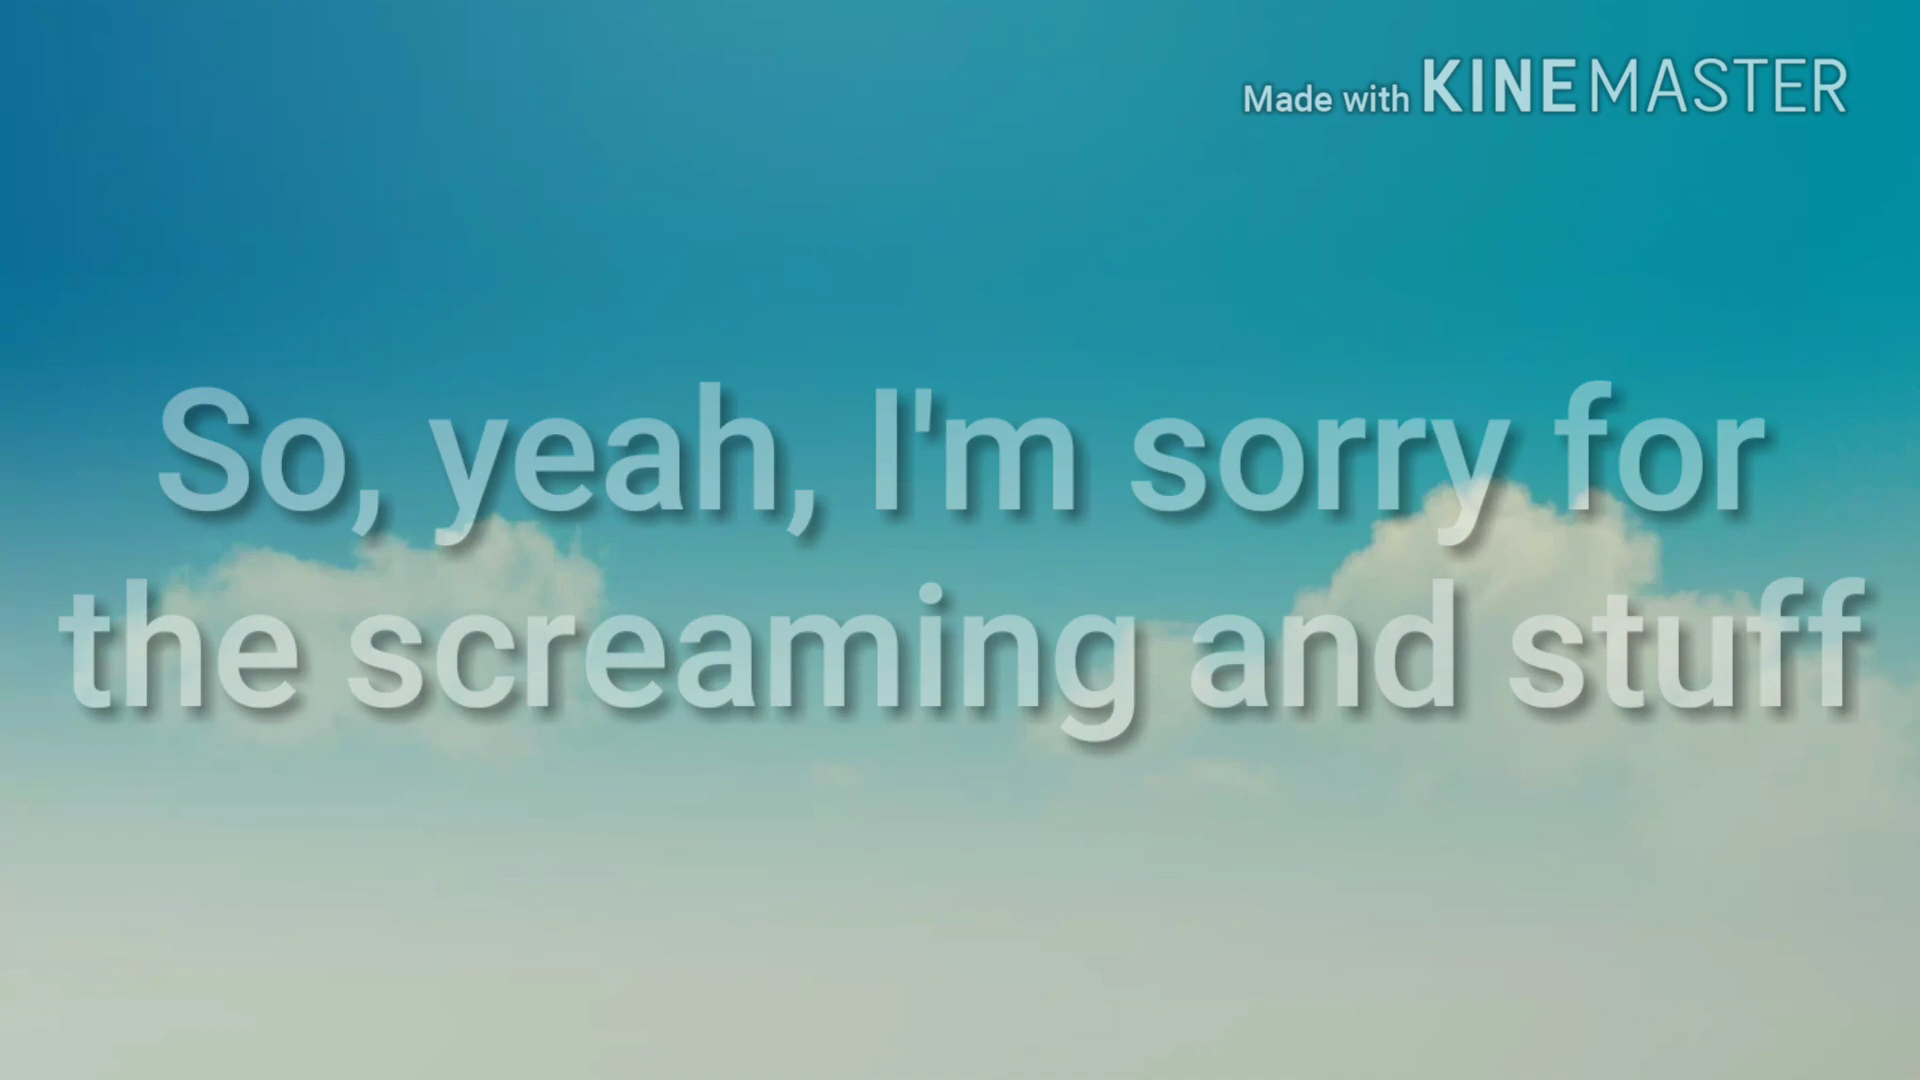 Made with KINEMASTER
So, yeah, I'm sorry for
the screaming and stuff